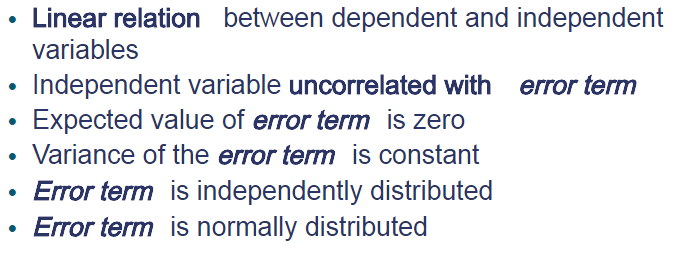 • Linear relation between dependent and independent
variables
• Independent variable uncorrelated with error term
• Expected value of error term is zero
• Variance of the error term is constant
• Error term is independently distributed
• Error term is normally distributed